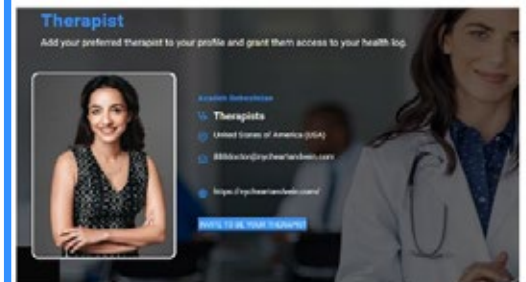 Therapist
Add your preferred therapist to your profile and grant them access to your health log.
Therapists
United States of America (USA)
INVITE TO BE YOUR THERAPIST